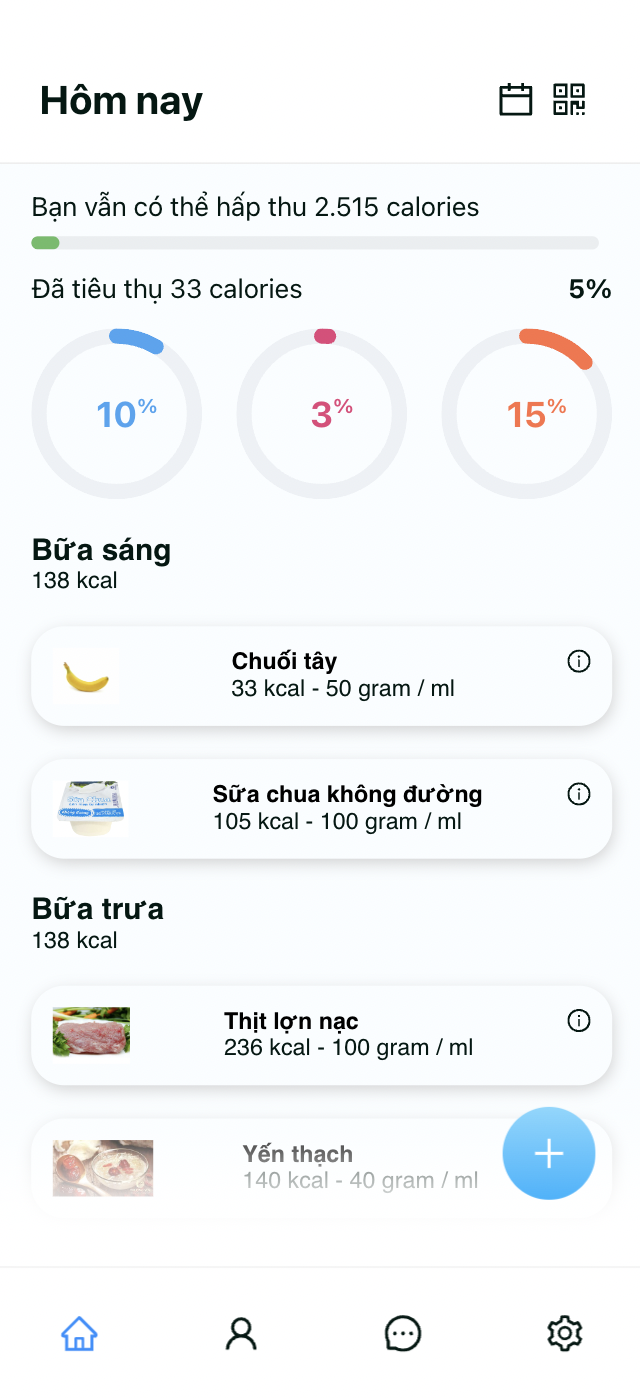 Hôm nay
Bạn vẫn có thể hấp thu 2.515 calories
Đã tiêu thụ 33 calories 5%
10% 3% 15%
Bữa sáng
138 kcal
Chuối tây
33 kcal - 50 gram / ml
Sữa chua không đường
105 kcal - 100 gram / ml
Bữa trưa
138 kcal
Thịt lợn nạc
236 kcal - 100 gram / ml
Yến thạch
140 kcal - 40 gram / ml